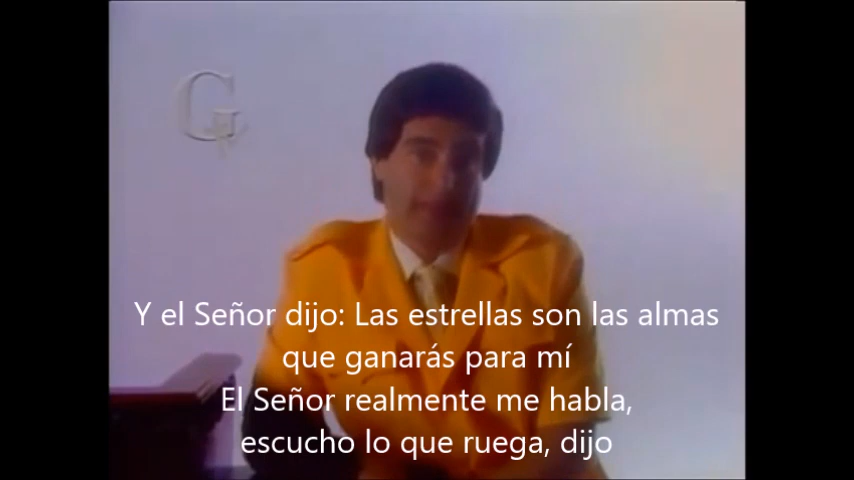 G
Y el Señor dijo: Las estrellas son las almas
que ganarás para mí
El Señor realmente me habla,
escucho lo que ruega, dijo